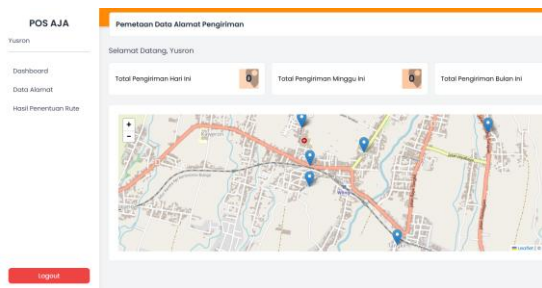 POS AJA
Yusron
Dashboard
Data Alamat
Hasil Penentuan Rute
Logout
Pemetaan Data Alamat Pengiriman
Selamat Datang, Yusron
Total Pengiriman Hari Ini
0
Total Pengiriman Minggu Ini
0
Total Pengiriman Bulan Ini
+
-
Leaflet